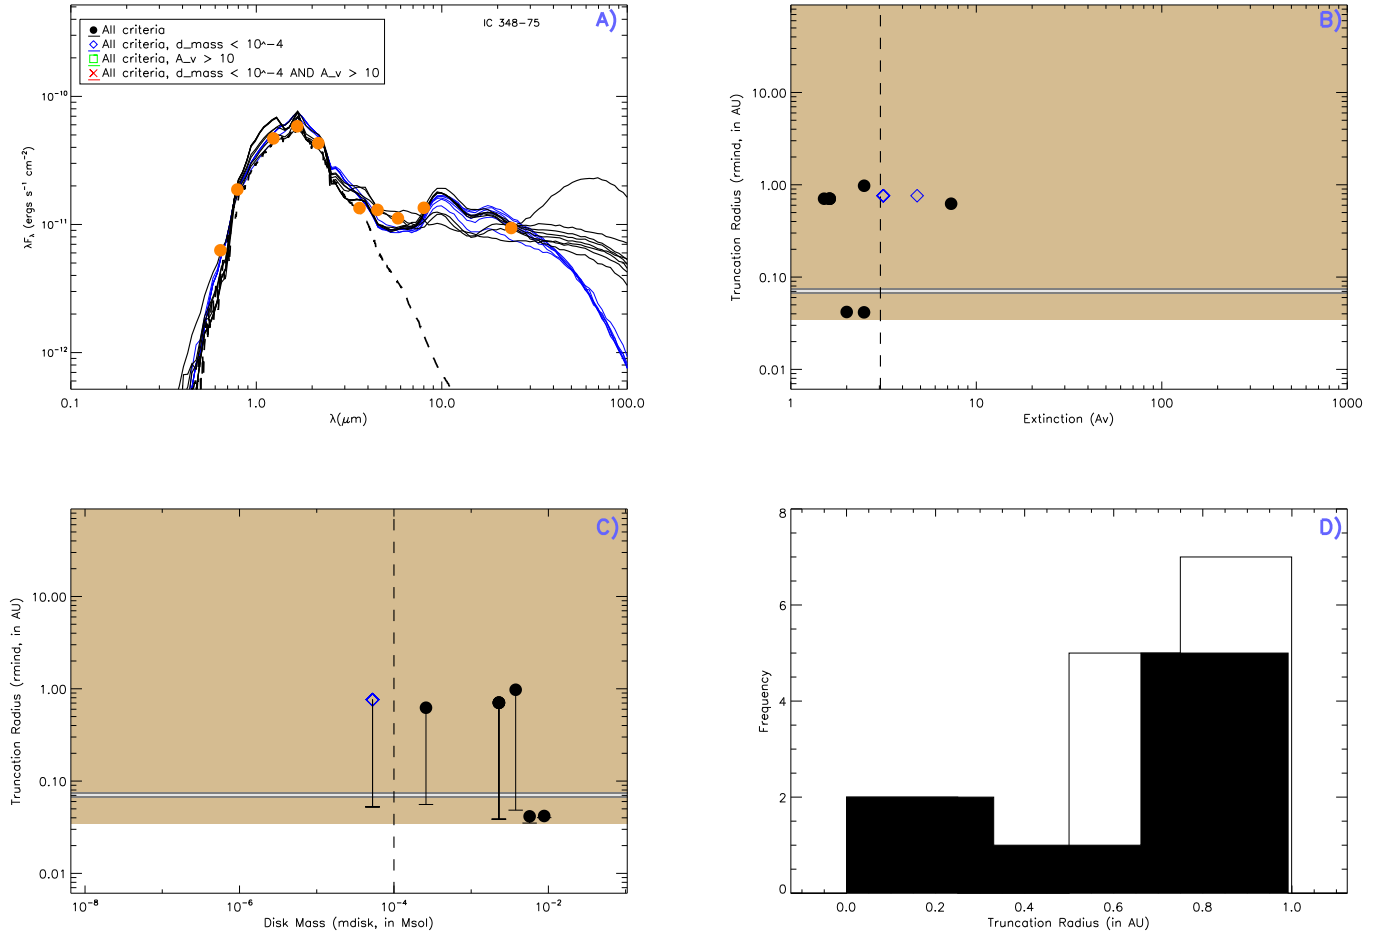 A)
IC 348-75
All criteria
All criteria, d_mass < 10^-4
All criteria, A_v > 10
All criteria, d_mass < 10^-4 AND A_v > 10
10⁻¹⁰
10⁻¹¹
10⁻¹²
λFλ (ergs s⁻¹ cm⁻²)
0.1 1.0 10.0 100.0
λ(μm)
B)
10.00
1.00
0.10
0.01
Truncation Radius (rmind, in AU)
1 10 100 1000
Extinction (Av)
C)
10.00
1.00
0.10
0.01
Truncation Radius (rmind, in AU)
10⁻⁸ 10⁻⁶ 10⁻⁴ 10⁻²
Disk Mass (mdisk, in Msol)
D)
8
6
4
2
0
Frequency
0.0 0.2 0.4 0.6 0.8 1.0
Truncation Radius (in AU)